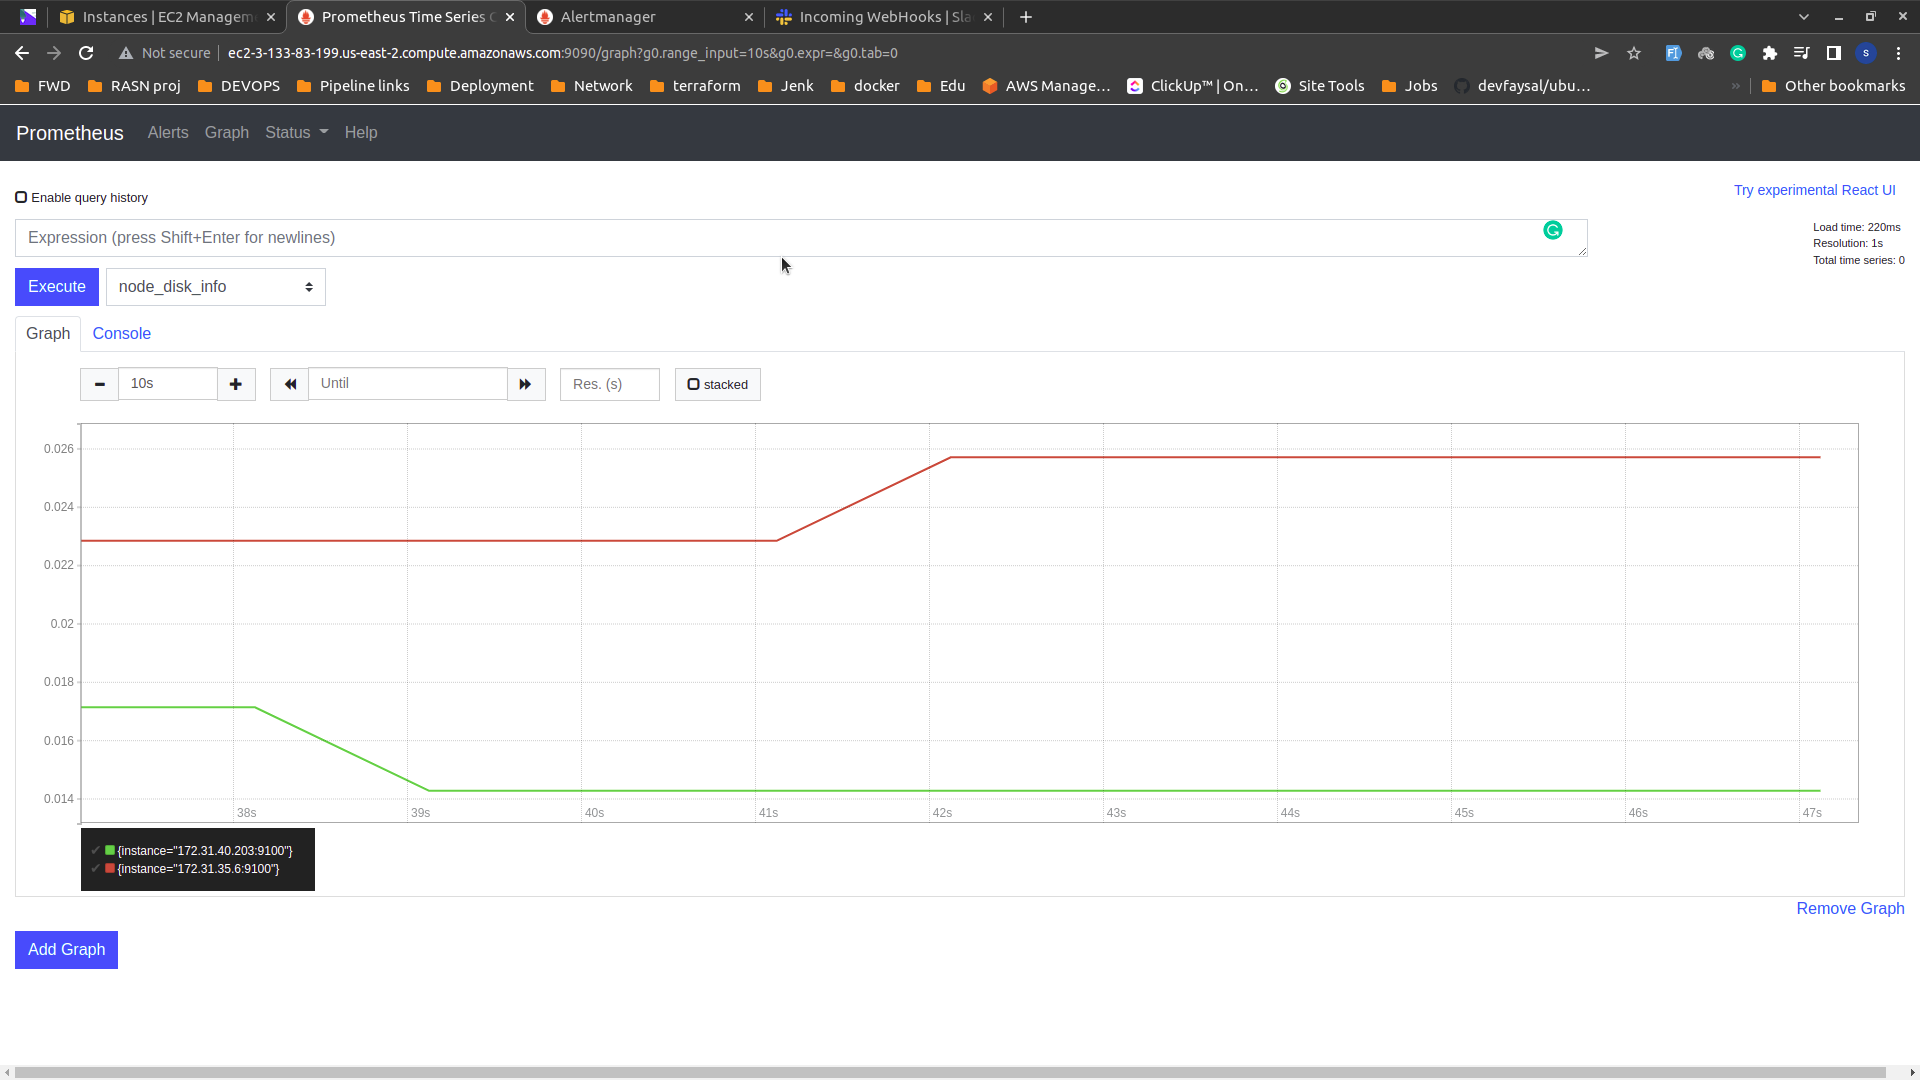 Instances | EC2 Managem
Prometheus Time Series
Alertmanager
Incoming WebHooks | Sla
Not secure
ec2-3-133-83-199.us-east-2.compute.amazonaws.com:9090/graph?g0.range_input=10s&g0.expr=&g0.tab=0
FWD
RASN proj
DEVOPS
Pipeline links
Deployment
Network
terraform
Jenk
docker
Edu
AWS Manage...
ClickUp™ | On...
Site Tools
Jobs
devfaysal/ubu...
»
Other bookmarks
Prometheus
Alerts
Graph
Status
Help
Enable query history
Try experimental React UI
Expression (press Shift+Enter for newlines)
Load time: 220ms
Resolution: 1s
Total time series: 0
Execute
node_disk_info
Graph
Console
10s
Until
Res. (s)
stacked
0.026
0.024
0.022
0.02
0.018
0.016
0.014
38s
39s
40s
41s
42s
43s
44s
45s
46s
47s
{instance="172.31.40.203:9100"}
{instance="172.31.35.6:9100"}
Remove Graph
Add Graph